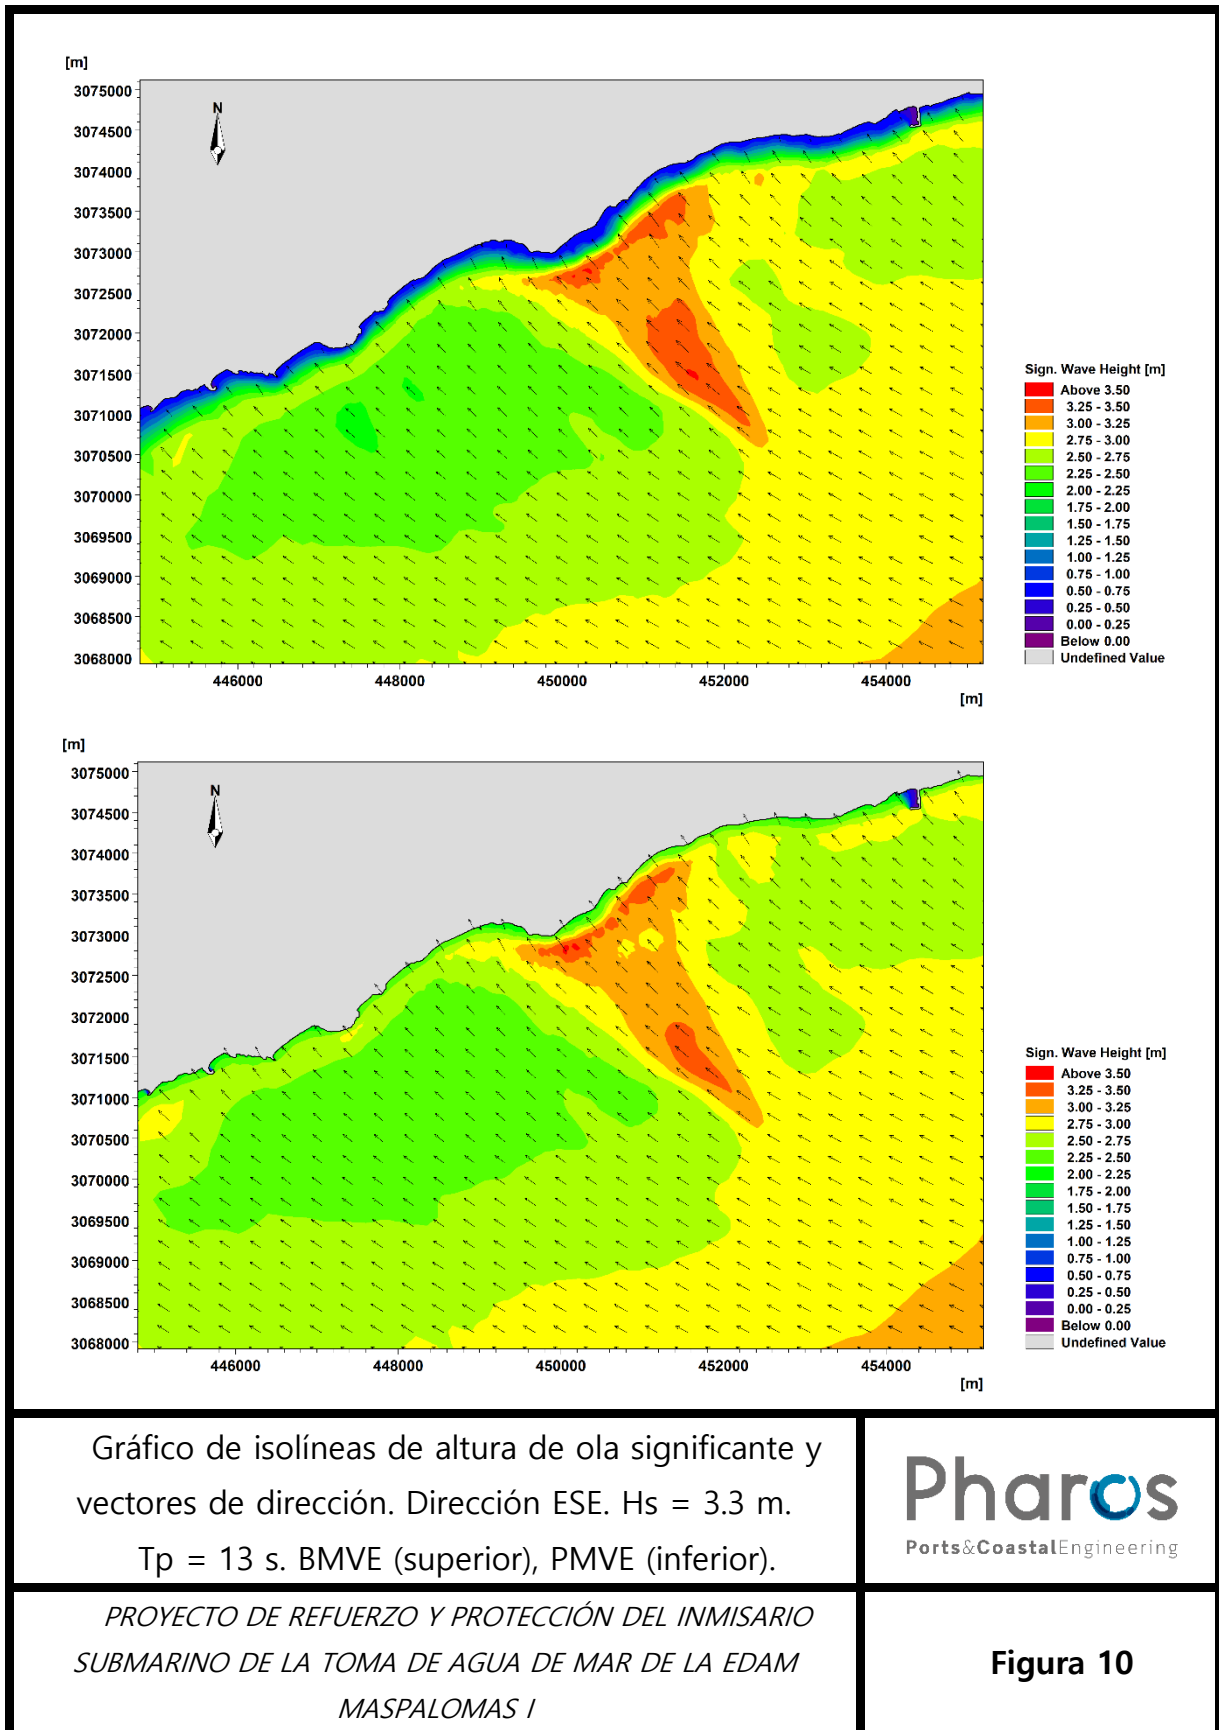 [m]
3075000
3074500
3074000
3073500
3073000
3072500
3072000
3071500
3071000
3070500
3070000
3069500
3069000
3068500
3068000
N
446000 448000 450000 452000 454000
[m]
Sign. Wave Height [m]
Above 3.50
3.25 - 3.50
3.00 - 3.25
2.75 - 3.00
2.50 - 2.75
2.25 - 2.50
2.00 - 2.25
1.75 - 2.00
1.50 - 1.75
1.25 - 1.50
1.00 - 1.25
0.75 - 1.00
0.50 - 0.75
0.25 - 0.50
0.00 - 0.25
Below 0.00
Undefined Value
[m]
3075000
3074500
3074000
3073500
3073000
3072500
3072000
3071500
3071000
3070500
3070000
3069500
3069000
3068500
3068000
N
446000 448000 450000 452000 454000
[m]
Sign. Wave Height [m]
Above 3.50
3.25 - 3.50
3.00 - 3.25
2.75 - 3.00
2.50 - 2.75
2.25 - 2.50
2.00 - 2.25
1.75 - 2.00
1.50 - 1.75
1.25 - 1.50
1.00 - 1.25
0.75 - 1.00
0.50 - 0.75
0.25 - 0.50
0.00 - 0.25
Below 0.00
Undefined Value
Gráfico de isolíneas de altura de ola significante y
vectores de dirección. Dirección ESE. Hs = 3.3 m.
Tp = 13 s. BMVE (superior), PMVE (inferior).
Pharos
Ports&CoastalEngineering
PROYECTO DE REFUERZO Y PROTECCIÓN DEL INMISARIO
SUBMARINO DE LA TOMA DE AGUA DE MAR DE LA EDAM
MASPALOMAS I
Figura 10